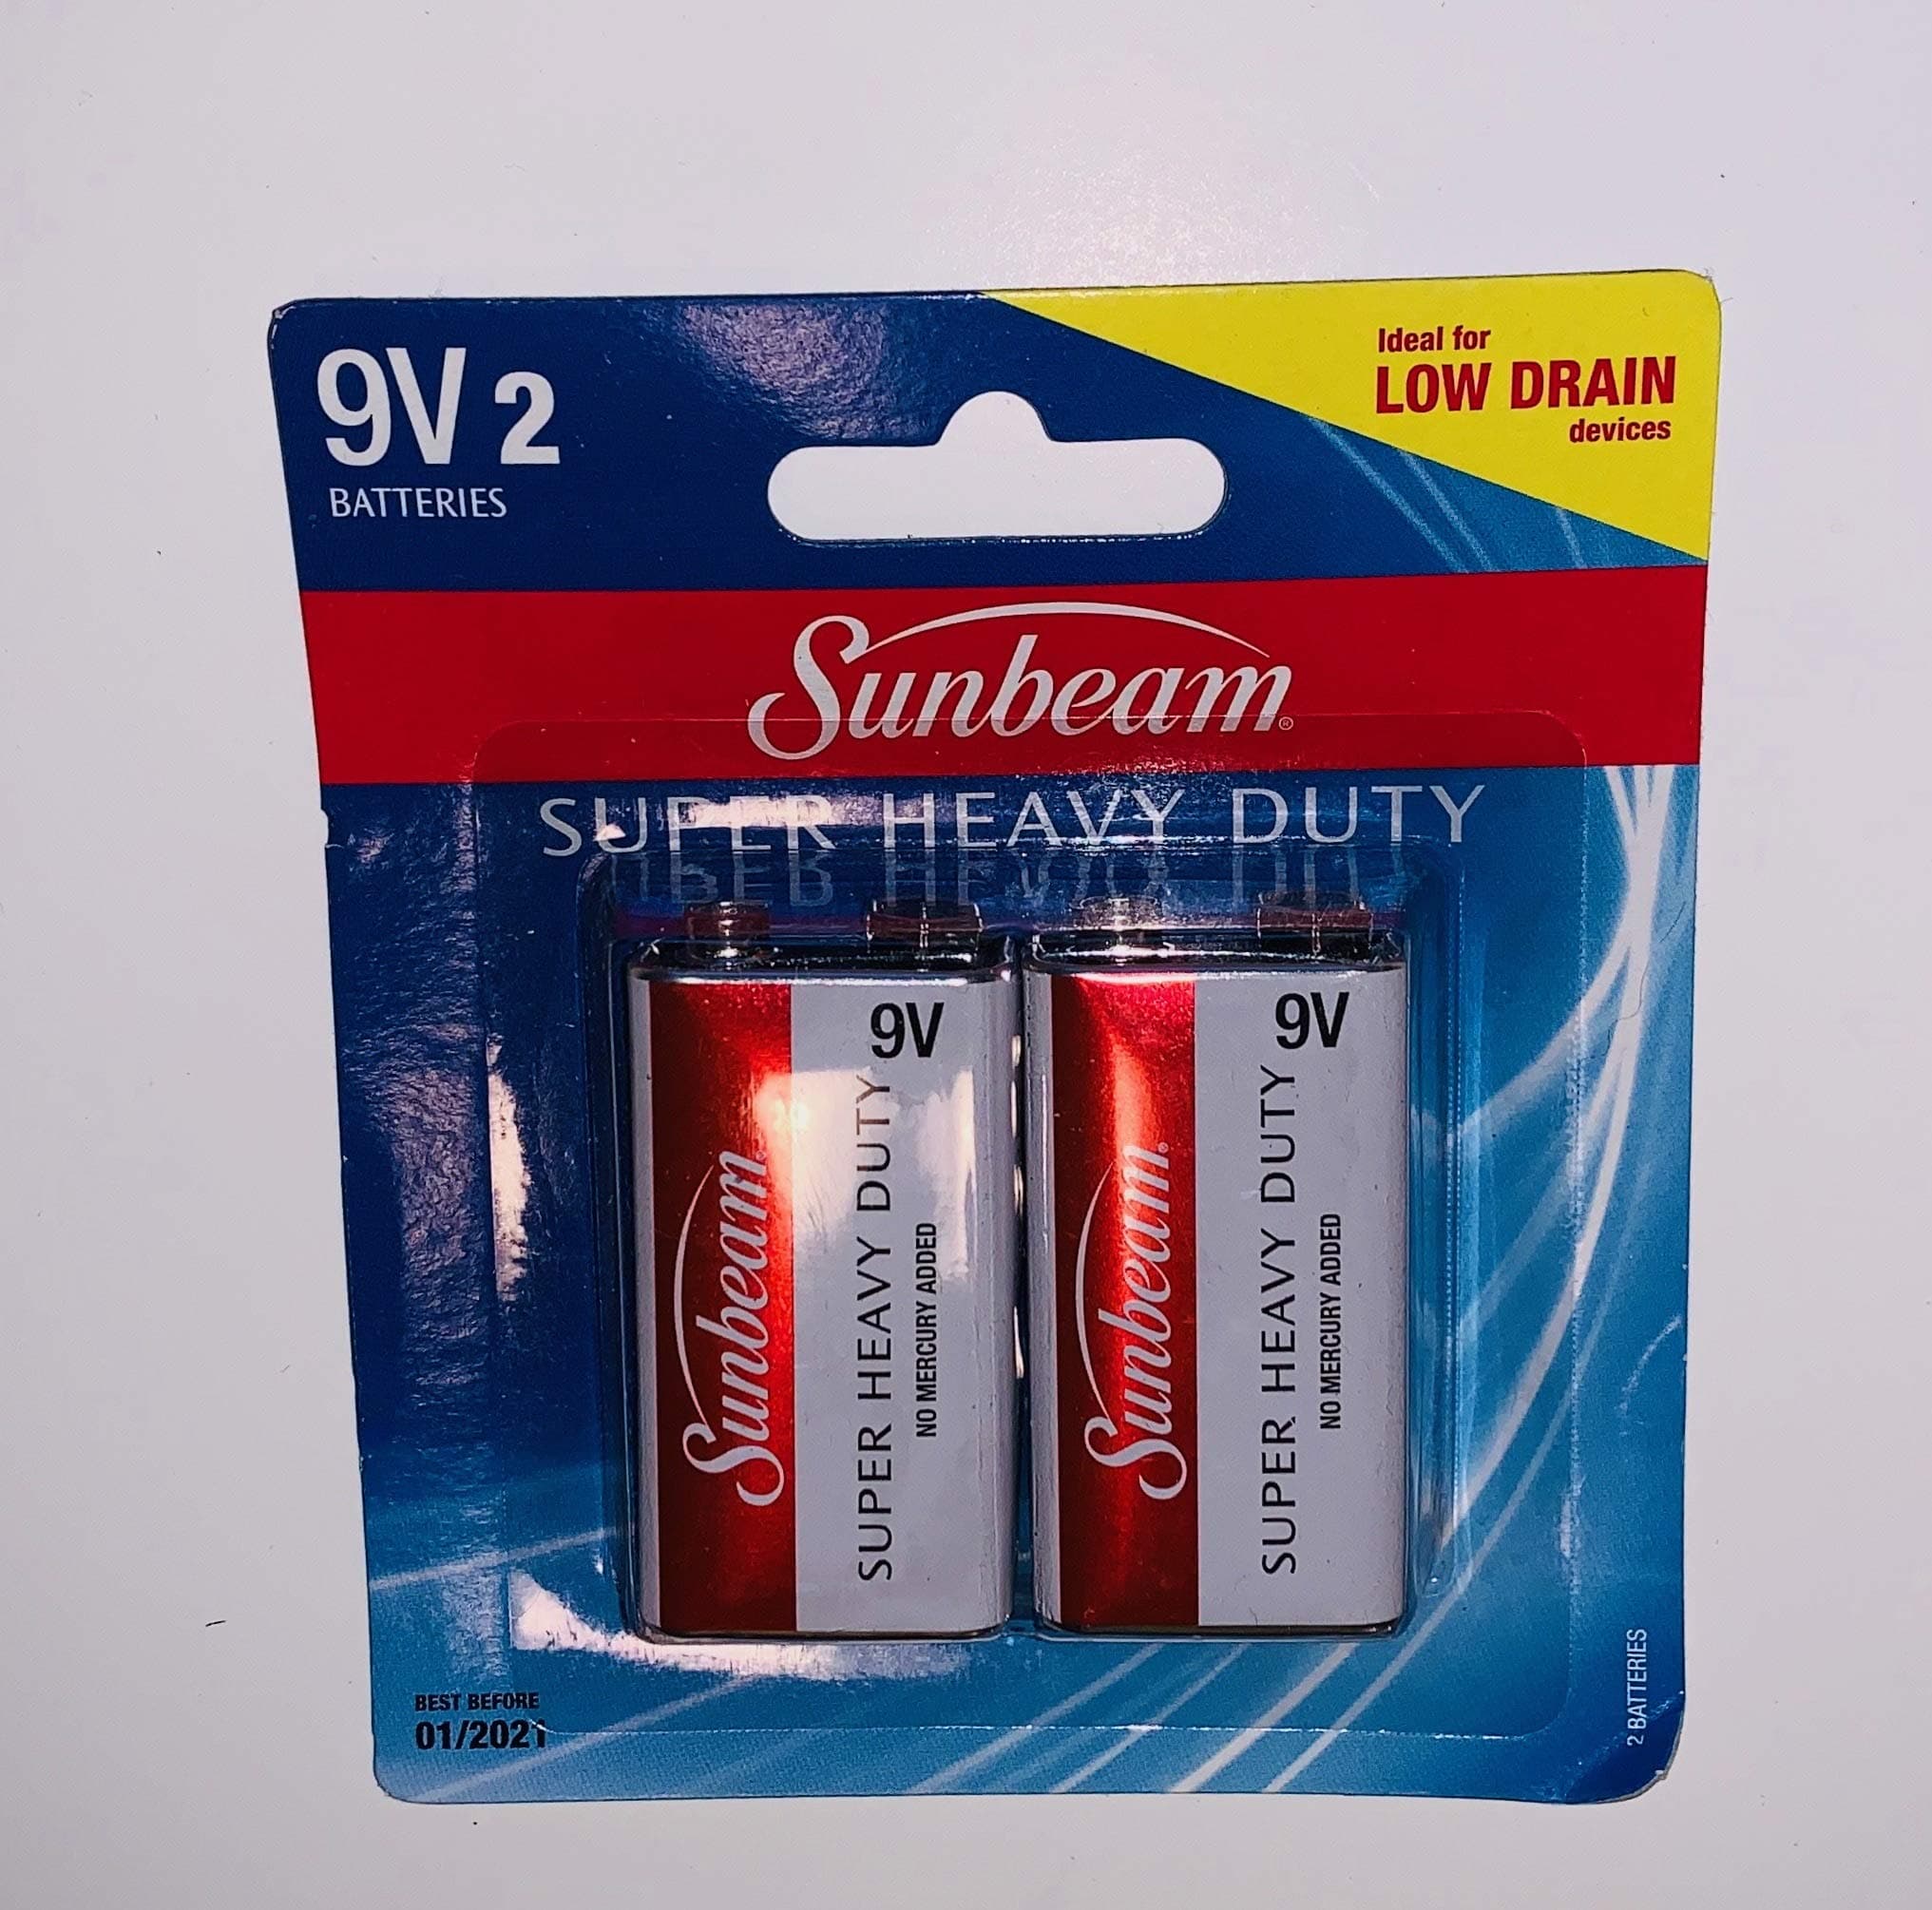 9V 2
BATTERIES
Ideal for
LOW DRAIN
devices
Sunbeam®
SUPER HEAVY DUTY
9V
Sunbeam
SUPER HEAVY DUTY
NO MERCURY ADDED
9V
Sunbeam
SUPER HEAVY DUTY
NO MERCURY ADDED
BEST BEFORE
01/2021
2 BATTERIES